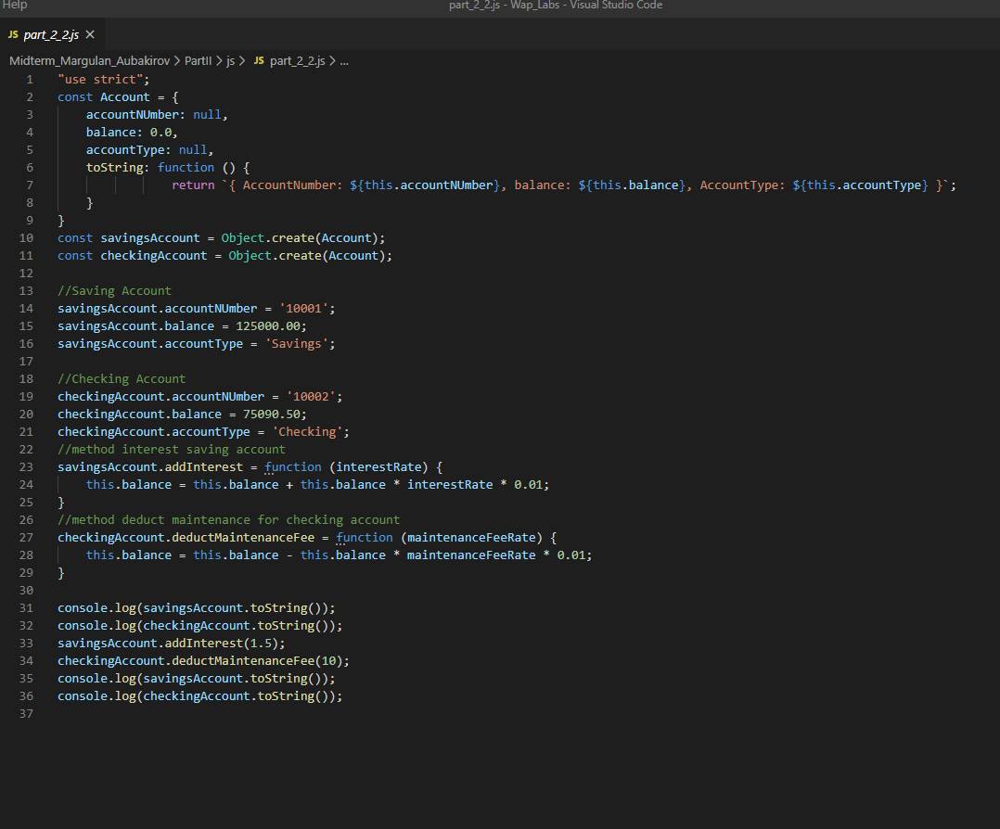 Help
part_2_2.js - Wap_Labs - Visual Studio Code
JS part_2_2.js ×
Midterm_Margulan_Aubakirov > PartII > js > JS part_2_2.js > ...
1 "use strict";
2 const Account = {
3     accountNUmber: null,
4     balance: 0.0,
5     accountType: null,
6     toString: function () {
7                 return `{ AccountNumber: ${this.accountNUmber}, balance: ${this.balance}, AccountType: ${this.accountType} }`;
8     }
9 }
10 const savingsAccount = Object.create(Account);
11 const checkingAccount = Object.create(Account);
12
13 //Saving Account
14 savingsAccount.accountNUmber = '10001';
15 savingsAccount.balance = 125000.00;
16 savingsAccount.accountType = 'Savings';
17
18 //Checking Account
19 checkingAccount.accountNUmber = '10002';
20 checkingAccount.balance = 75090.50;
21 checkingAccount.accountType = 'Checking';
22 //method interest saving account
23 savingsAccount.addInterest = function (interestRate) {
24     this.balance = this.balance + this.balance * interestRate * 0.01;
25 }
26 //method deduct maintenance for checking account
27 checkingAccount.deductMaintenanceFee = function (maintenanceFeeRate) {
28     this.balance = this.balance - this.balance * maintenanceFeeRate * 0.01;
29 }
30
31 console.log(savingsAccount.toString());
32 console.log(checkingAccount.toString());
33 savingsAccount.addInterest(1.5);
34 checkingAccount.deductMaintenanceFee(10);
35 console.log(savingsAccount.toString());
36 console.log(checkingAccount.toString());
37